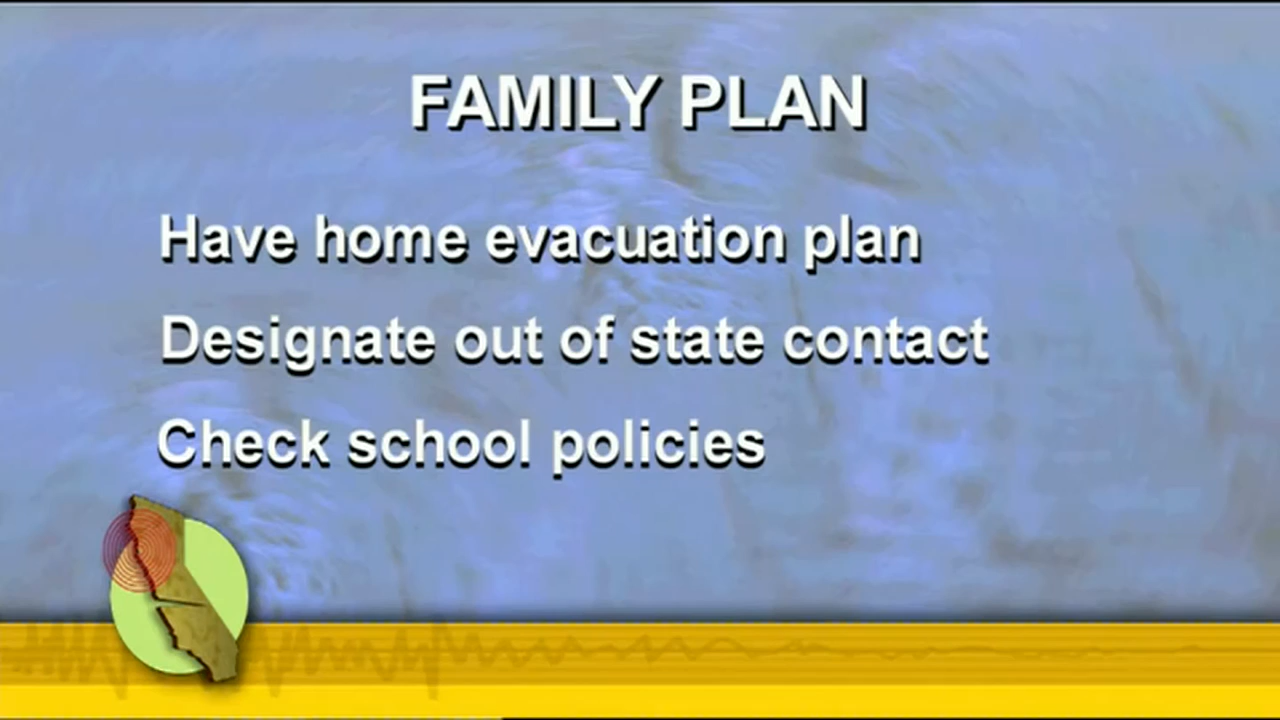 FAMILY PLAN
Have home evacuation plan
Designate out of state contact
Check school policies